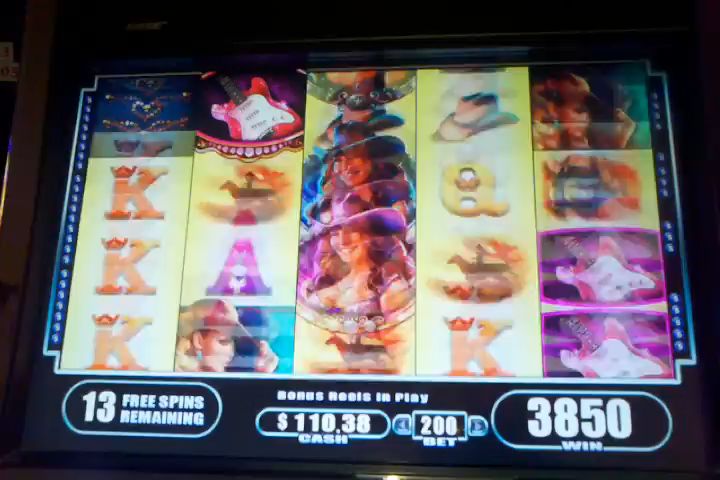 K
Q
K
A
K
K
13 FREE SPINS REMAINING
Bonus Reels in Play
$ 110.38 CASH
200 BET
3850 WIN